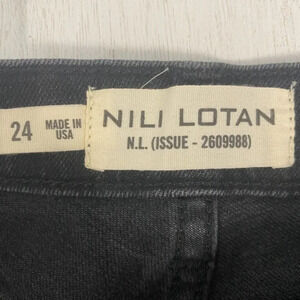 24
MADE IN
USA
NILI LOTAN
N.L. (ISSUE - 2609988)